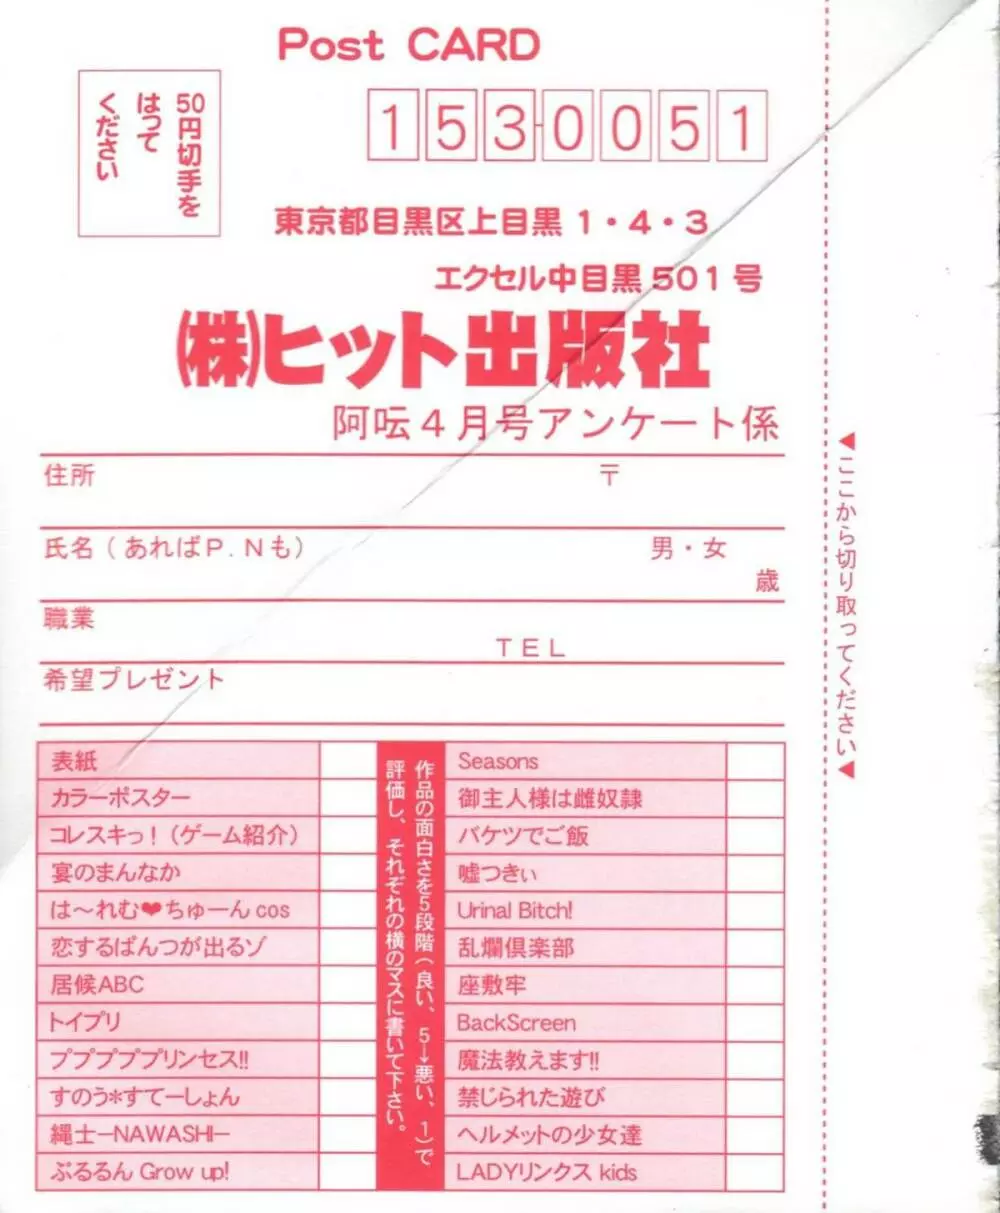 Post CARD
50円切手を
はって
ください
1530051
東京都目黒区上目黒1・4・3
エクセル中目黒501号
㈱ヒット出版社
阿吽4月号アンケート係
住所 〒
氏名(あればP.Nも) 男・女
歳
職業
TEL
希望プレゼント
表紙
カラーポスター
コレスキっ!(ゲーム紹介)
宴のまんなか
は〜れむ❤ちゅーん cos
恋するぱんつが出るゾ
居候ABC
トイプリ
プププププリンセス!!
すのう*すてーしょん
縄士−NAWASHI−
ぷるるん Grow up!
作品の面白さを5段階(良い、5→悪い、1)で
評価し、それぞれの横のマスに書いて下さい。
Seasons
御主人様は雌奴隷
バケツでご飯
嘘つきぃ
Urinal Bitch!
乱爛倶楽部
座敷牢
BackScreen
魔法教えます!!
禁じられた遊び
ヘルメットの少女達
LADYリンクス kids
▲ここから切り取ってください▲